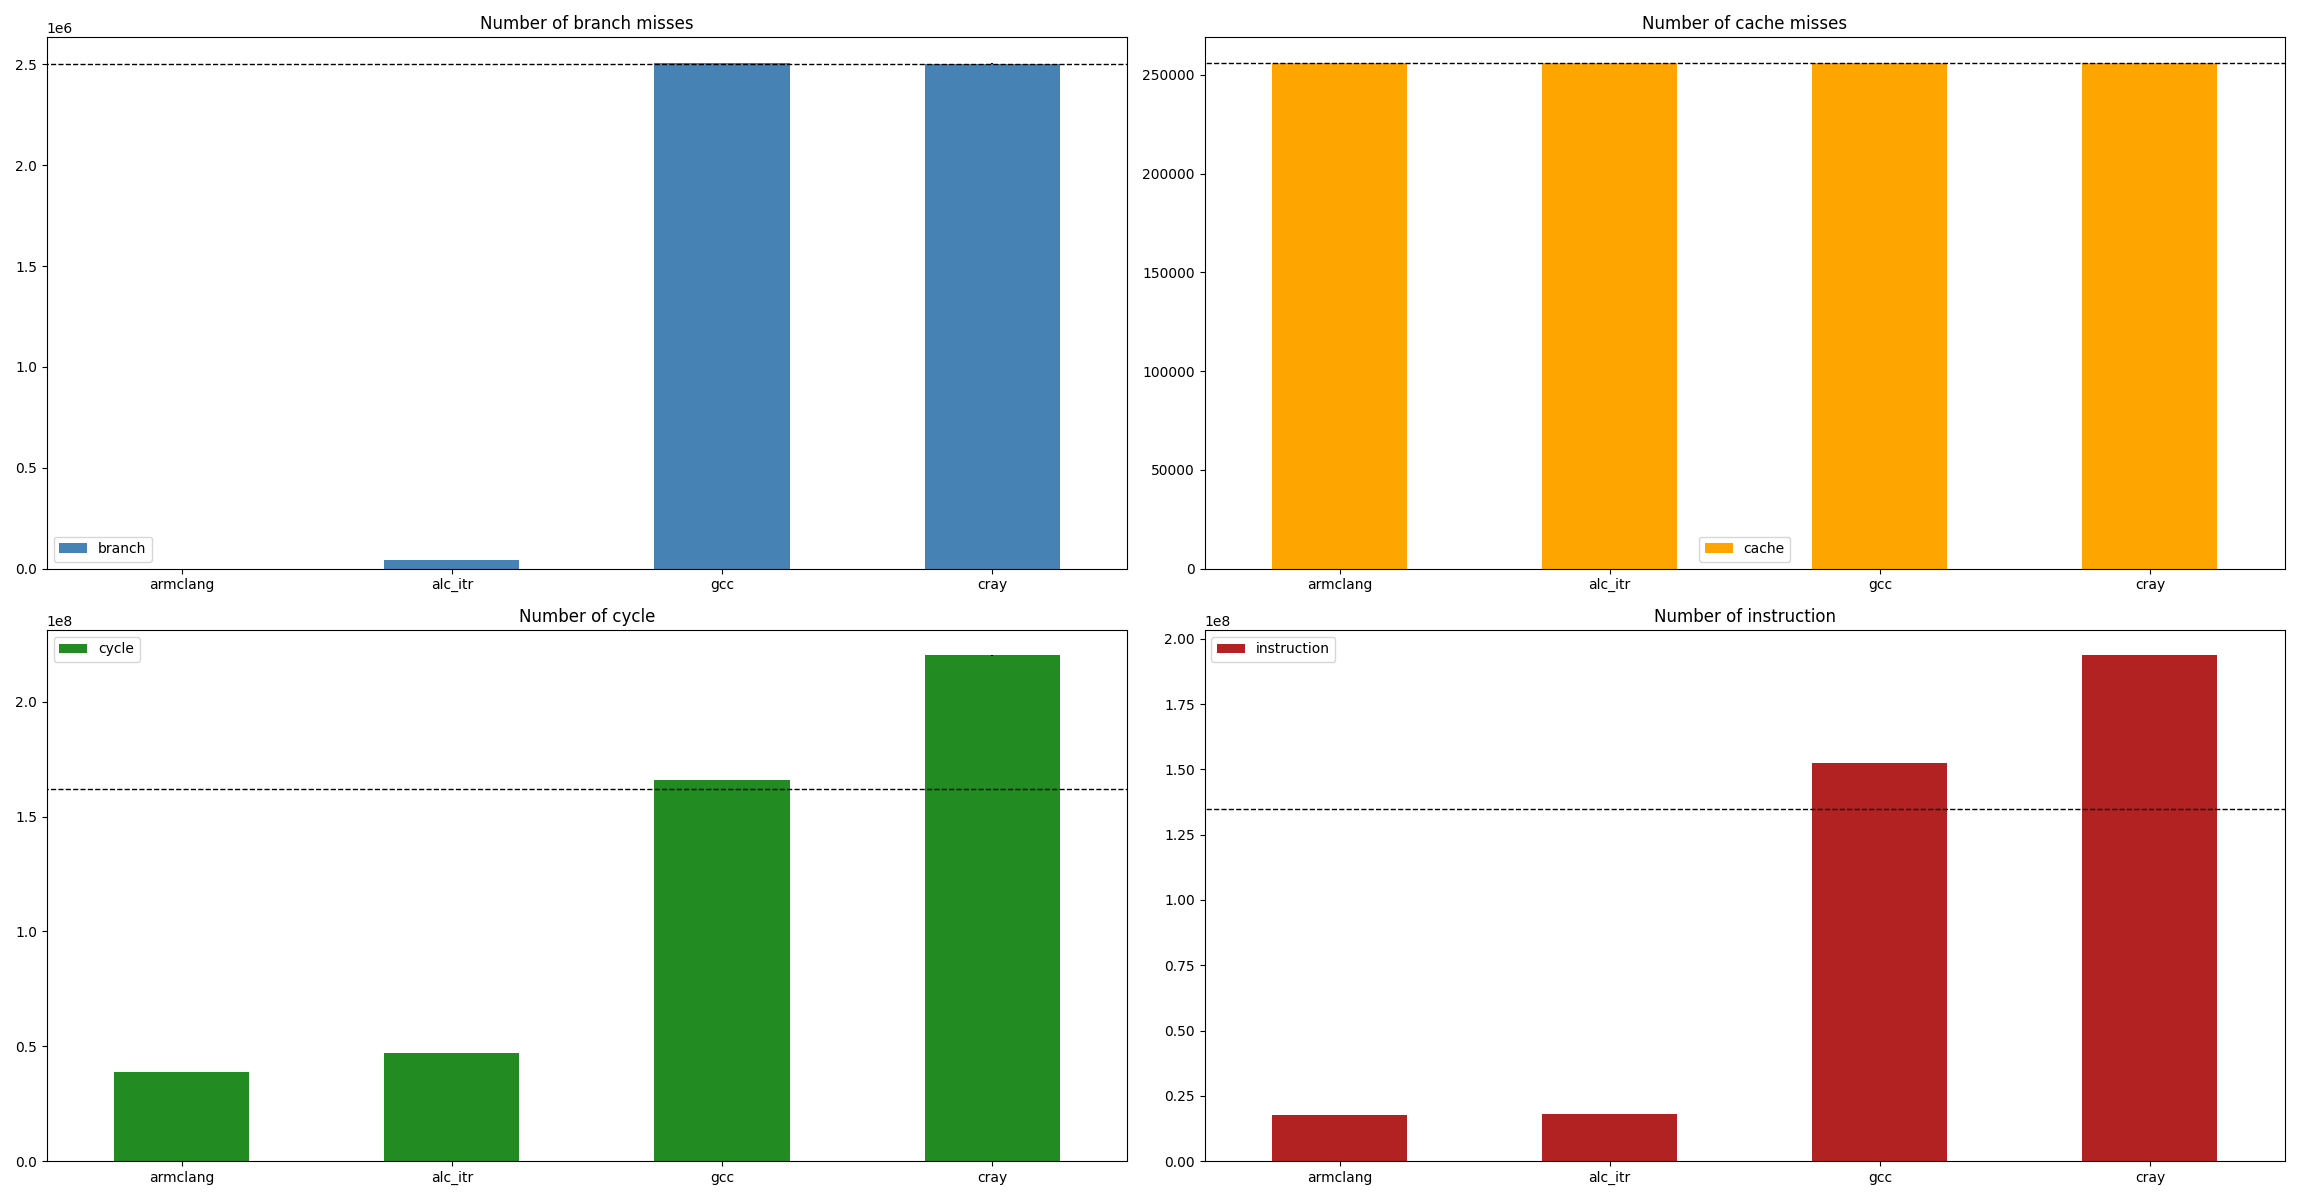 Number of branch misses
1e6
2.5
2.0
1.5
1.0
0.5
0.0
branch
armclang alc_itr gcc cray
Number of cache misses
250000
200000
150000
100000
50000
0
cache
armclang alc_itr gcc cray
Number of cycle
1e8
cycle
2.0
1.5
1.0
0.5
0.0
armclang alc_itr gcc cray
Number of instruction
1e8
instruction
2.00
1.75
1.50
1.25
1.00
0.75
0.50
0.25
0.00
armclang alc_itr gcc cray